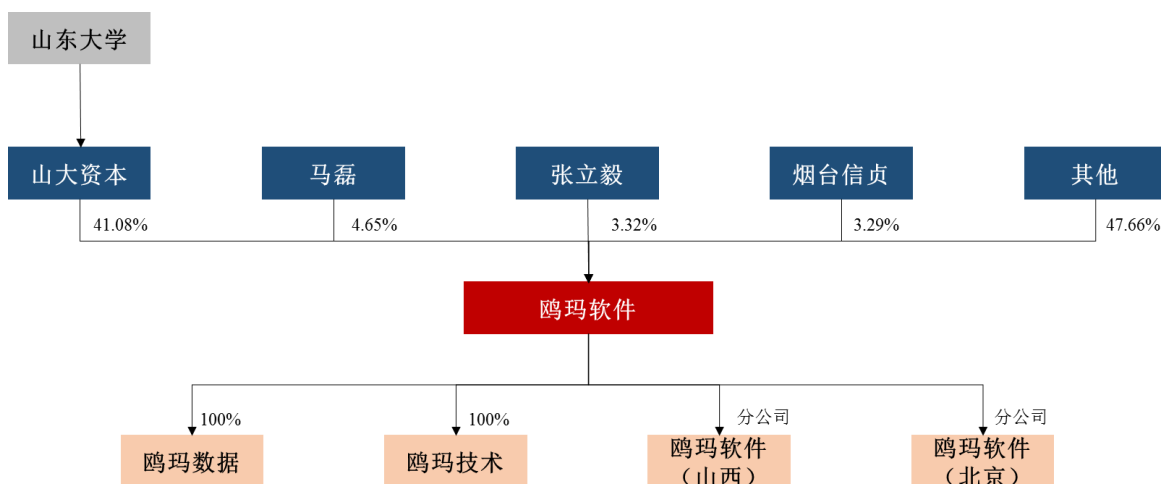 山东大学
山大资本
马磊
张立毅
烟台信贞
其他
41.08%
4.65%
3.32%
3.29%
47.66%
鸥玛软件
100%
100%
分公司
分公司
鸥玛数据
鸥玛技术
鸥玛软件
（山西）
鸥玛软件
（北京）